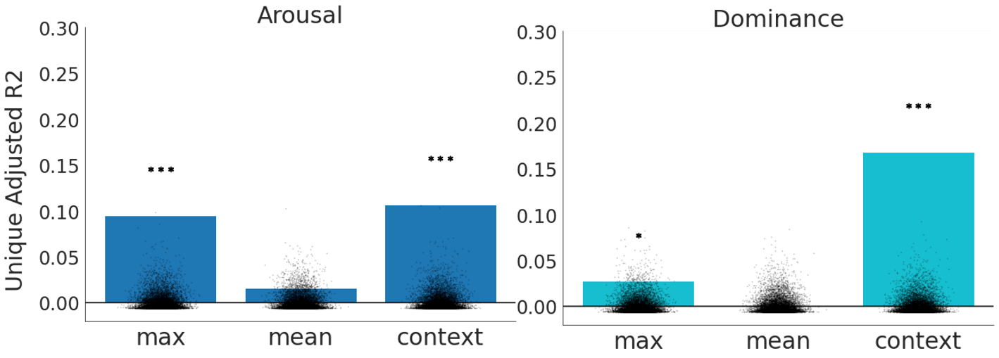 Arousal
Unique Adjusted R2
0.30
0.25
0.20
0.15
0.10
0.05
0.00
***
***
max
mean
context
Dominance
0.30
0.25
0.20
0.15
0.10
0.05
0.00
*
***
max
mean
context